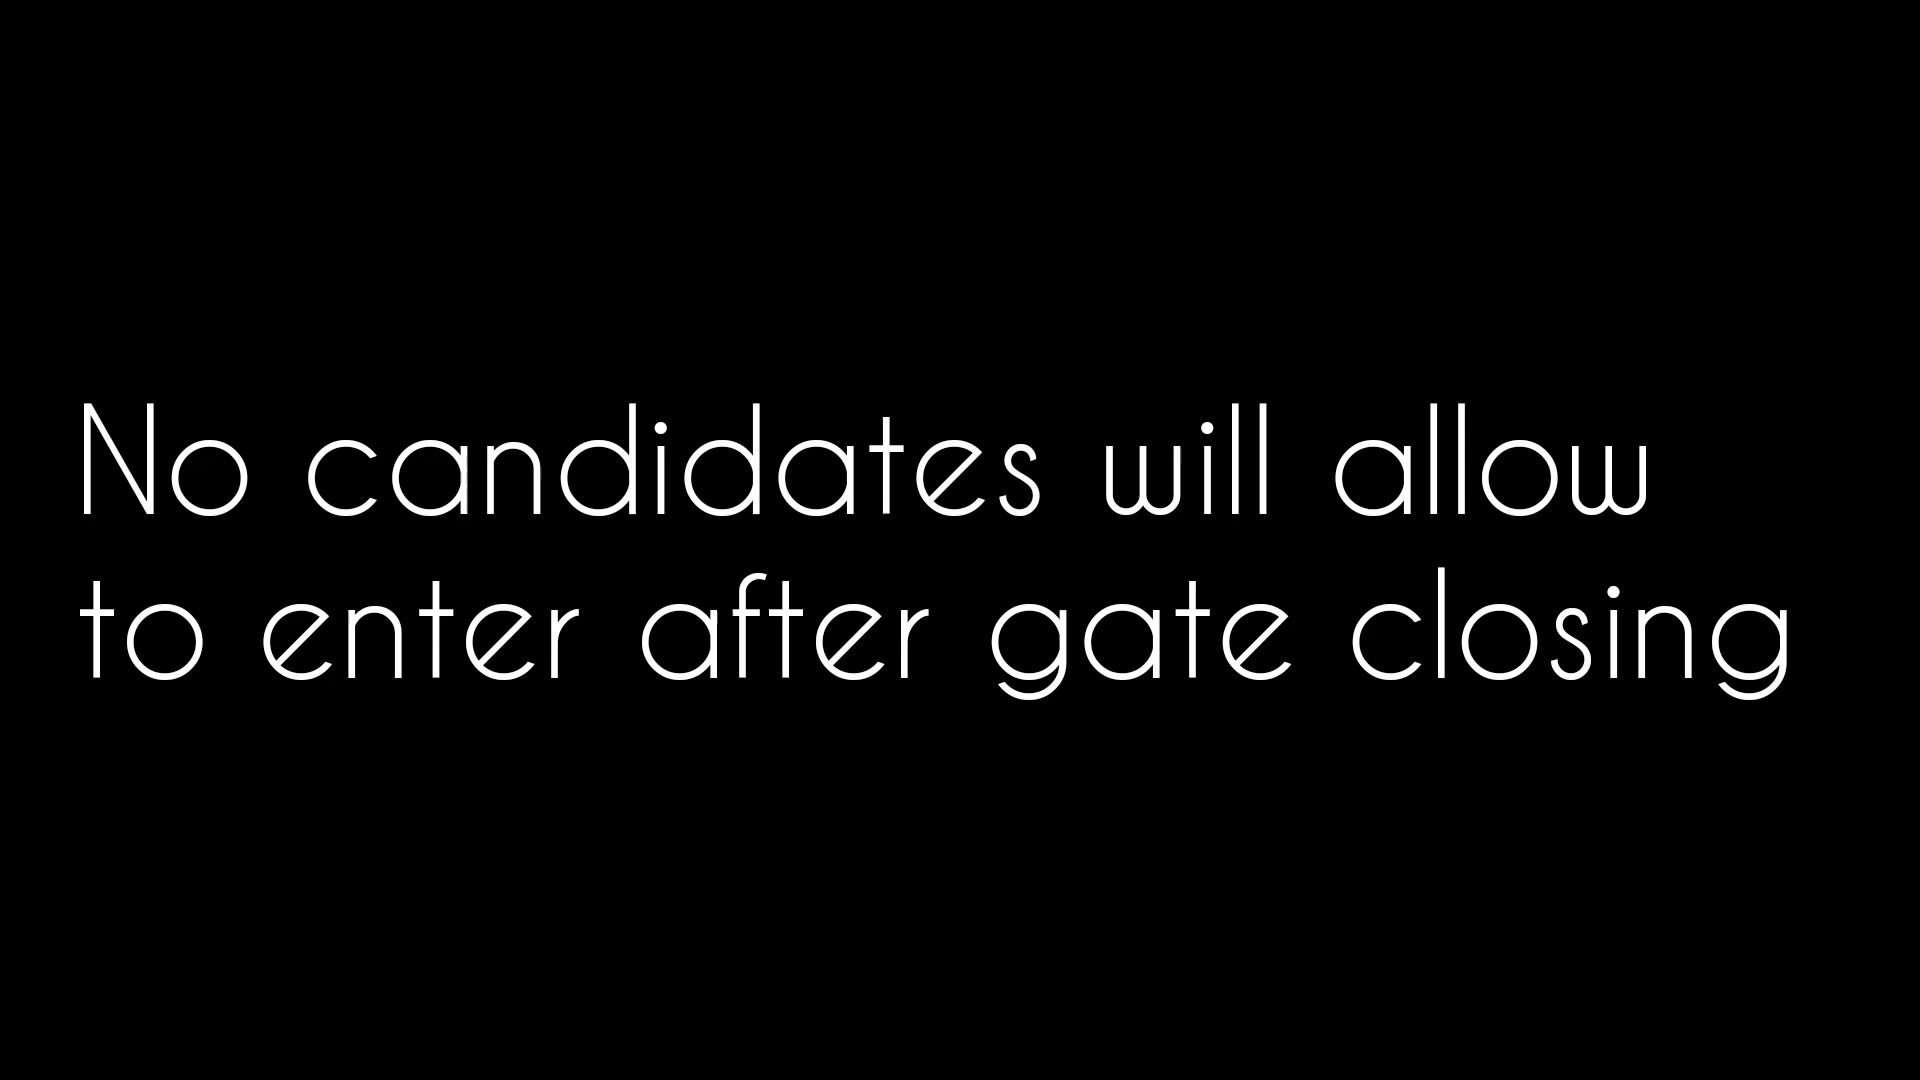 No candidates will allow
to enter after gate closing